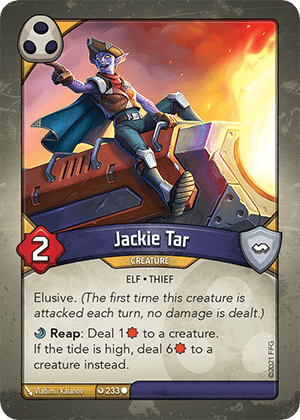 Jackie Tar
CREATURE
2
ELF • THIEF
Elusive. (The first time this creature is
attacked each turn, no damage is dealt.)
Reap: Deal 1 to a creature.
If the tide is high, deal 6 to a
creature instead.
Vladimir Kafanov
233
©2021 FFG